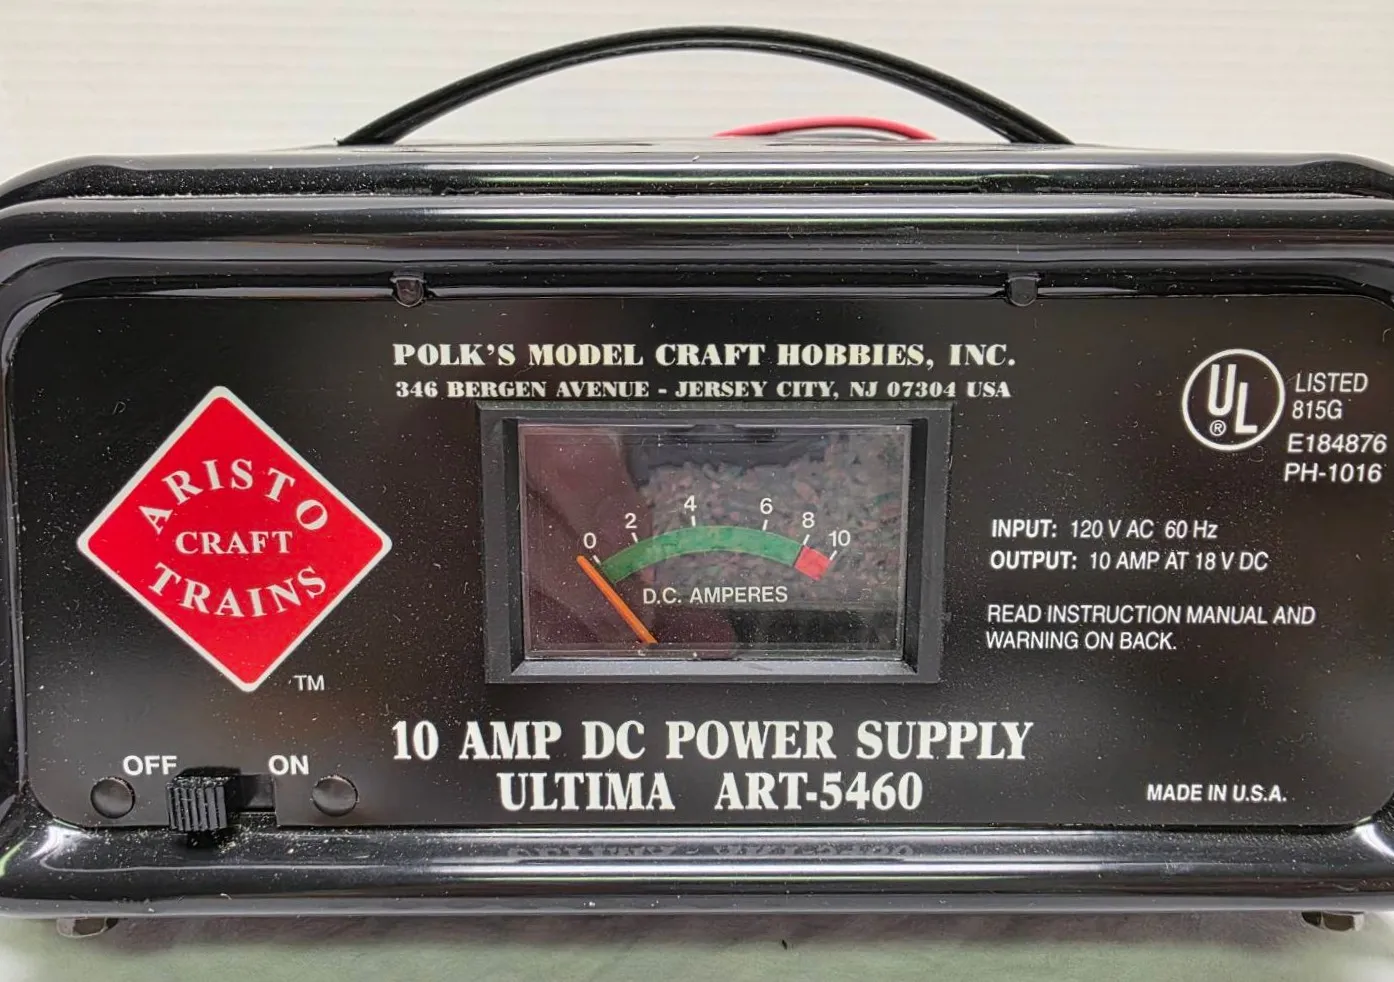 POLK'S MODEL CRAFT HOBBIES, INC.
346 BERGEN AVENUE - JERSEY CITY, NJ 07304 USA
ARISTO
CRAFT
TRAINS
TM
0 2 4 6 8 10
D.C. AMPERES
UL
®
LISTED
815G
E184876
PH-1016
INPUT: 120 V AC 60 Hz
OUTPUT: 10 AMP AT 18 V DC
READ INSTRUCTION MANUAL AND
WARNING ON BACK.
10 AMP DC POWER SUPPLY
ULTIMA ART-5460
OFF ON
MADE IN U.S.A.